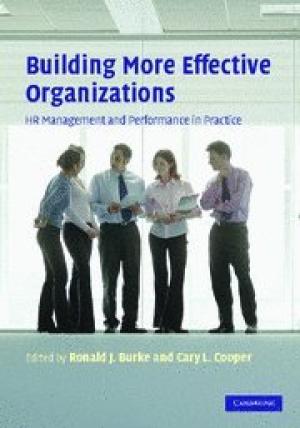 Building More Effective
Organizations
HR Management and Performance in Practice
Edited by Ronald J. Burke and Cary L. Cooper
CAMBRIDGE